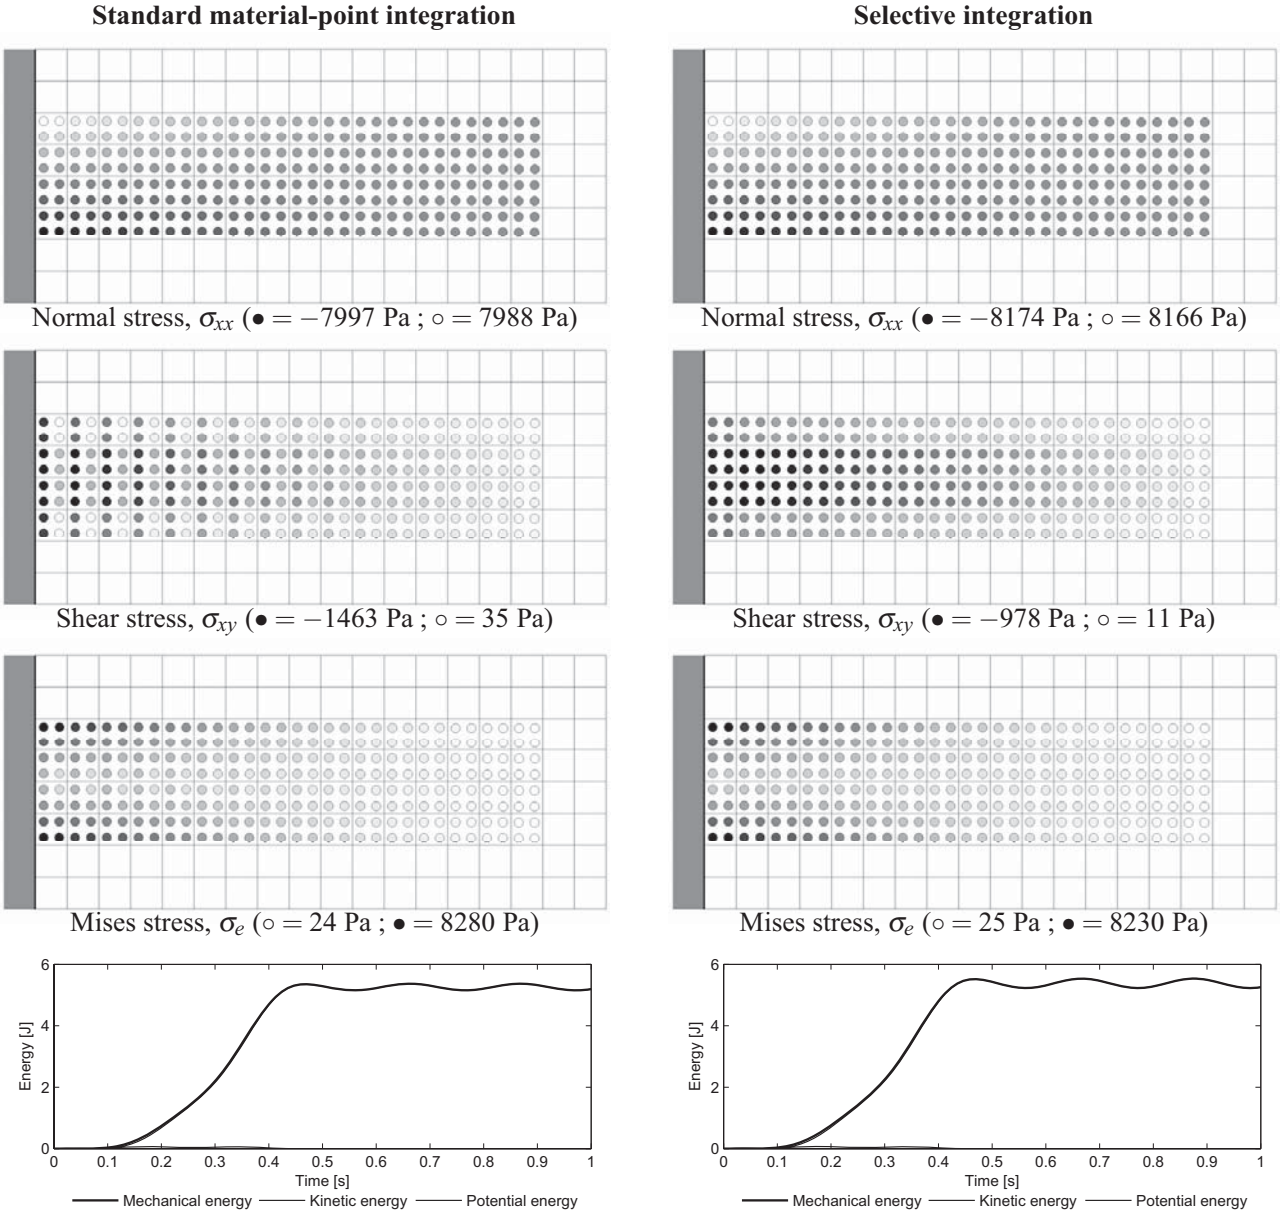 Standard material-point integration
Selective integration
Normal stress, σxx (● = −7997 Pa ; ○ = 7988 Pa)
Normal stress, σxx (● = −8174 Pa ; ○ = 8166 Pa)
Shear stress, σxy (● = −1463 Pa ; ○ = 35 Pa)
Shear stress, σxy (● = −978 Pa ; ○ = 11 Pa)
Mises stress, σe (○ = 24 Pa ; ● = 8280 Pa)
Mises stress, σe (○ = 25 Pa ; ● = 8230 Pa)
6
4
2
0
Energy [J]
0 0.1 0.2 0.3 0.4 0.5 0.6 0.7 0.8 0.9 1
Time [s]
Mechanical energy Kinetic energy Potential energy
6
4
2
0
Energy [J]
0 0.1 0.2 0.3 0.4 0.5 0.6 0.7 0.8 0.9 1
Time [s]
Mechanical energy Kinetic energy Potential energy